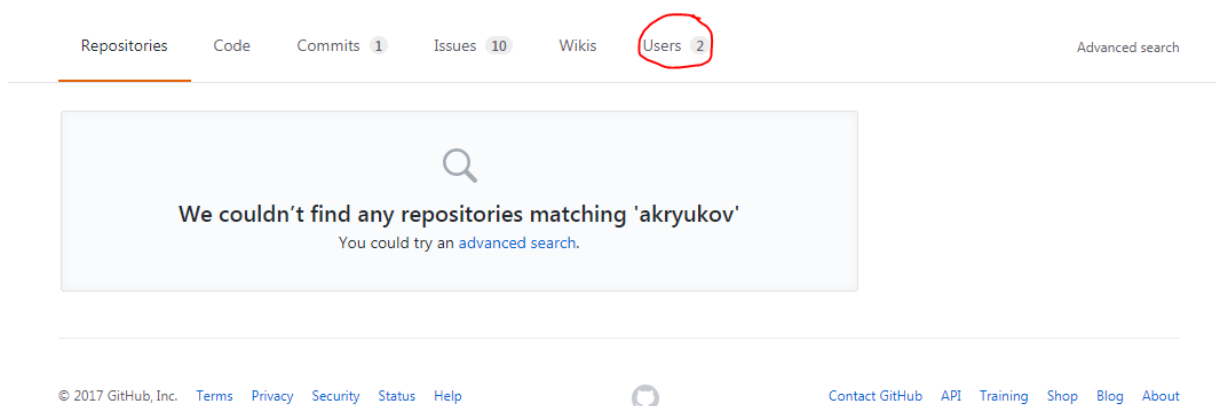 Repositories Code Commits 1 Issues 10 Wikis Users 2 Advanced search
We couldn’t find any repositories matching 'akryukov'
You could try an advanced search.
© 2017 GitHub, Inc. Terms Privacy Security Status Help Contact GitHub API Training Shop Blog About